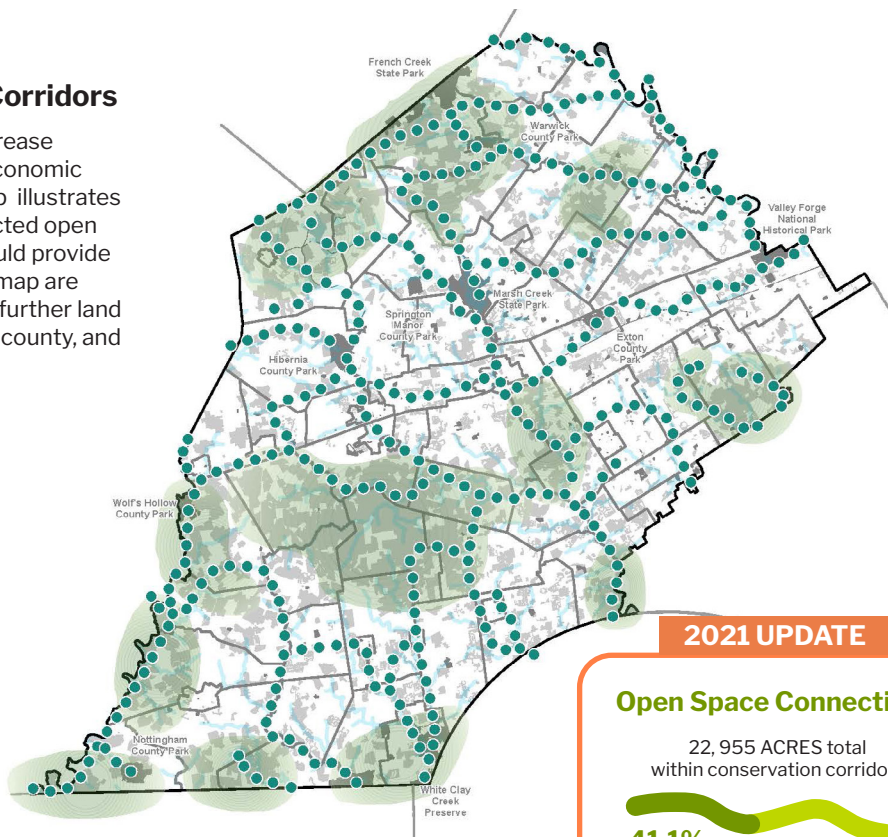 Corridors
rease
conomic
illustrates
cted open
uld provide
map are
further land
county, and
French Creek
State Park
Warwick
County Park
Valley Forge
National
Historical Park
Marsh Creek
State Park
Springton
Manor
County Park
Exton
County
Park
Hibernia
County Park
Wolf's Hollow
County Park
Nottingham
County Park
White Clay
Creek
Preserve
2021 UPDATE
Open Space Connecti
22, 955 ACRES total
within conservation corrido
41.1%